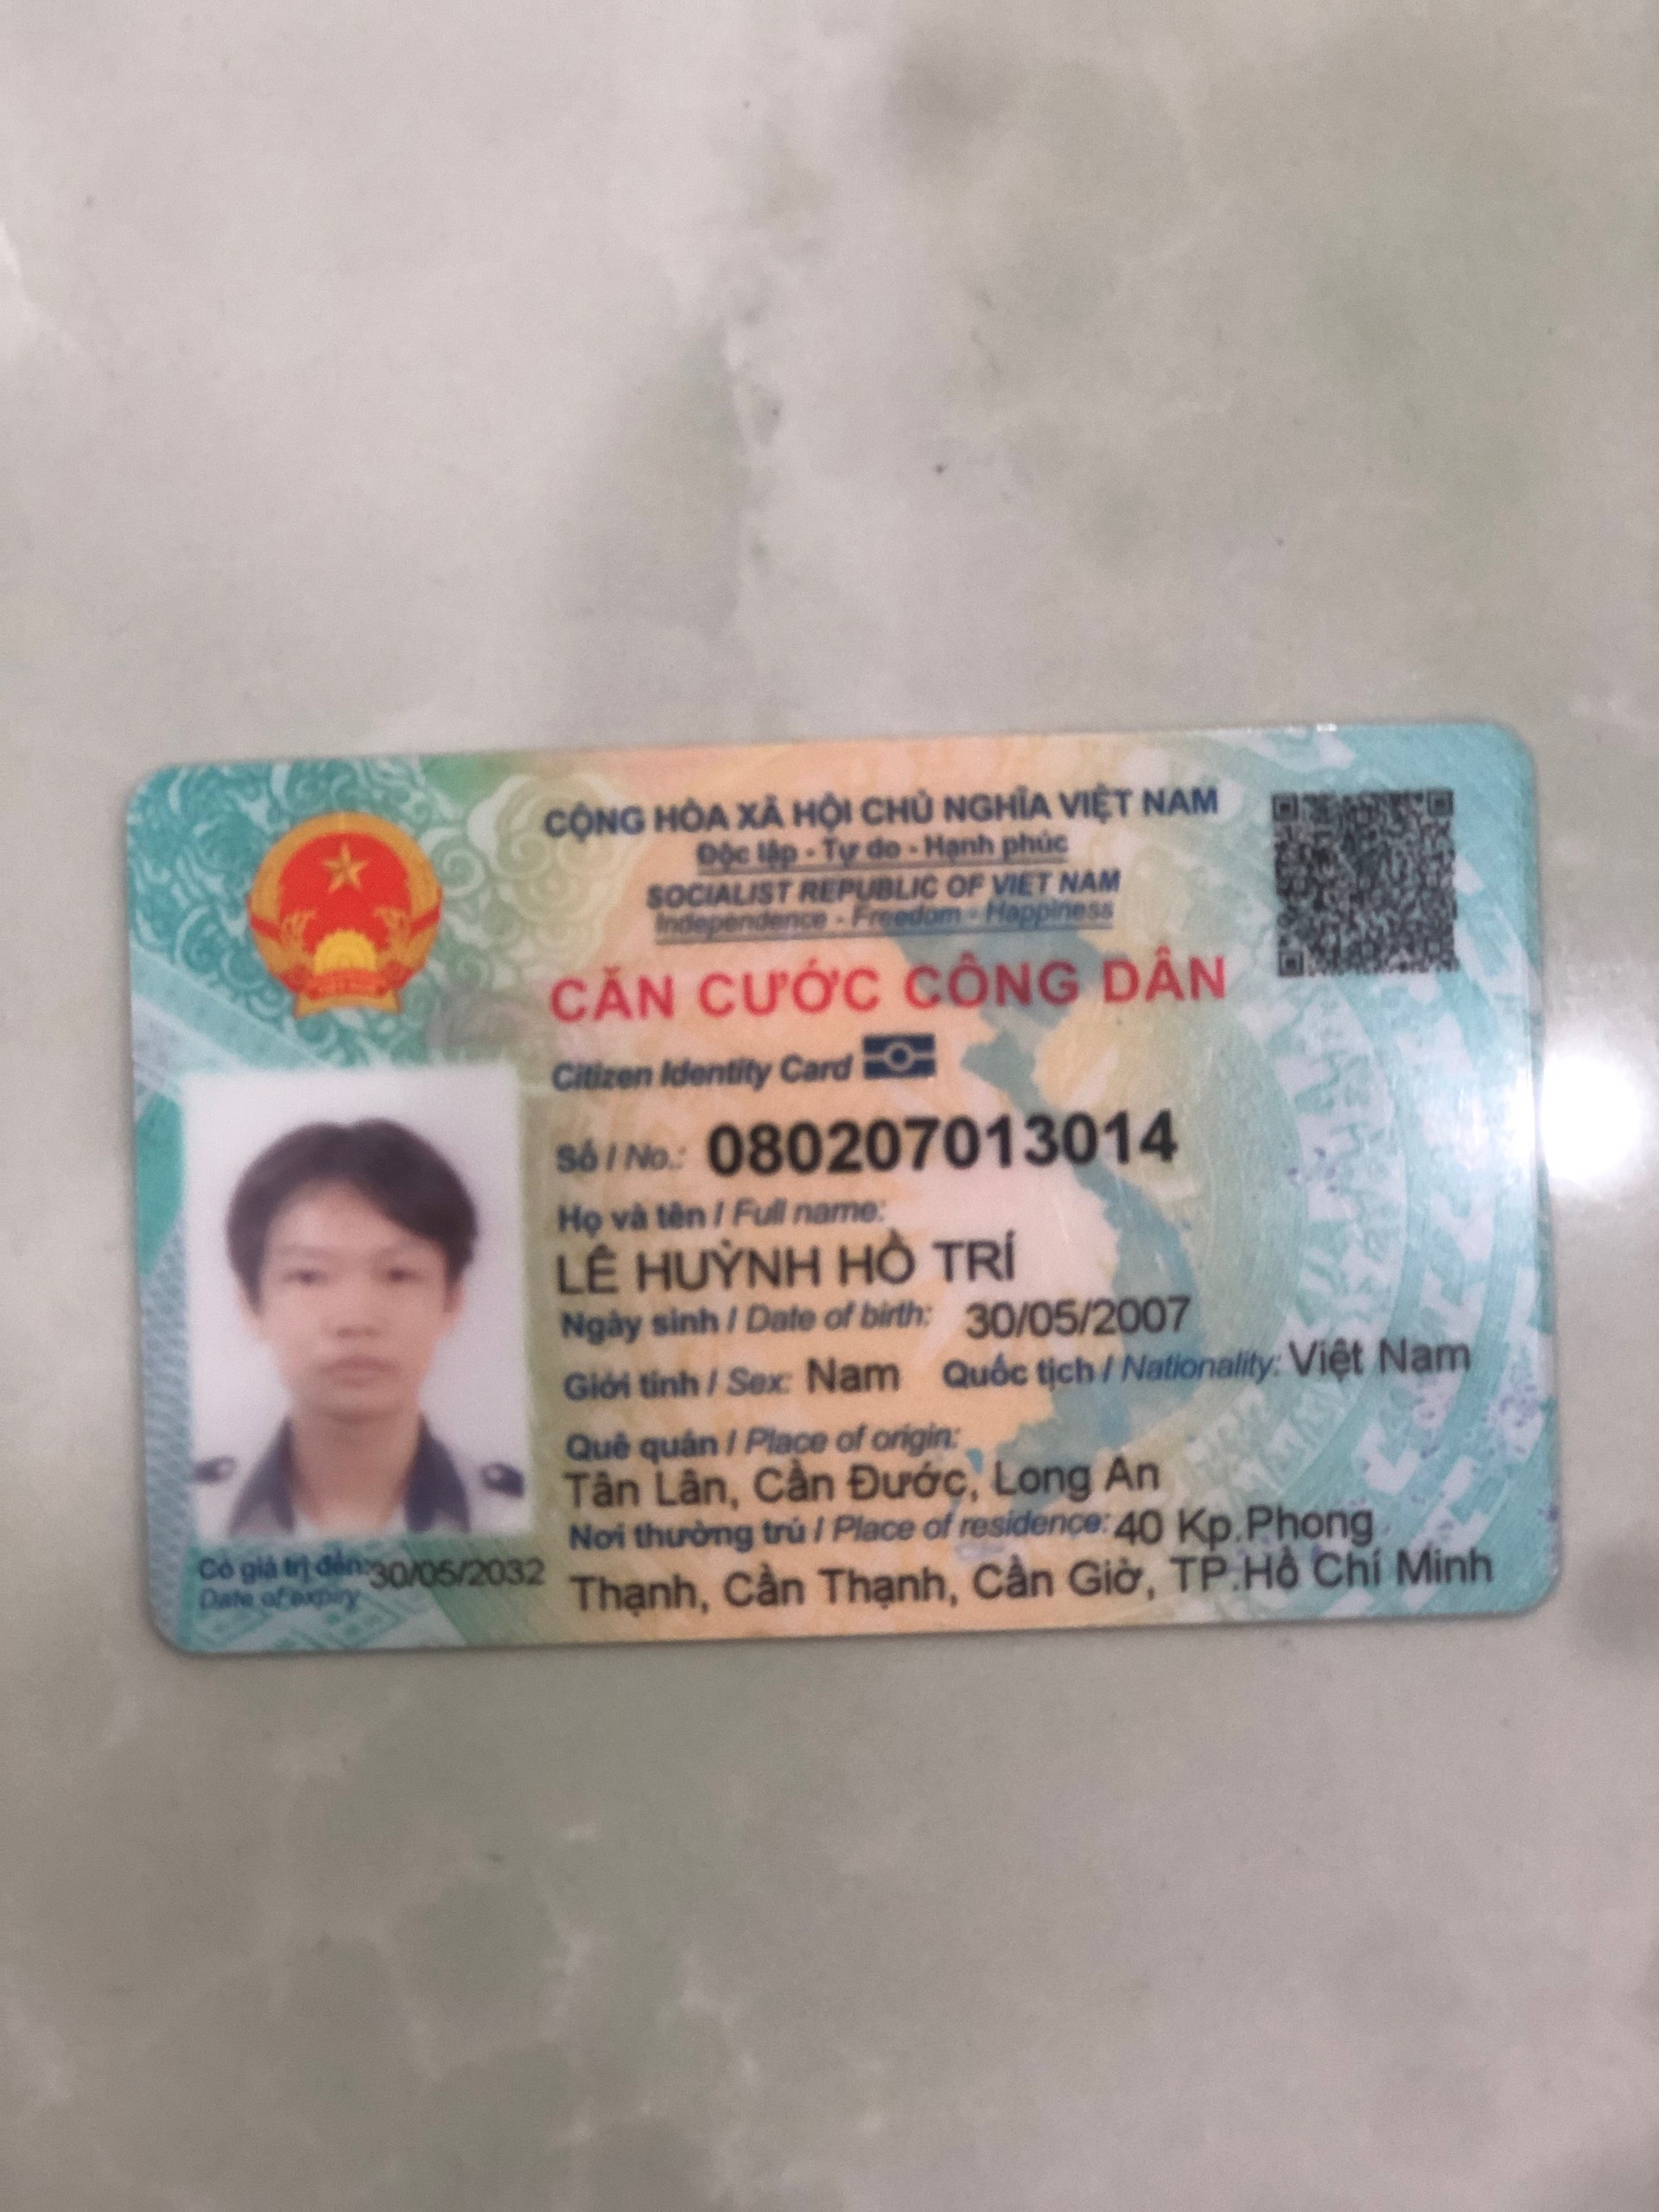 CỘNG HÒA XÃ HỘI CHỦ NGHĨA VIỆT NAM
Độc lập - Tự do - Hạnh phúc
SOCIALIST REPUBLIC OF VIET NAM
Independence - Freedom - Happiness
CĂN CƯỚC CÔNG DÂN
Citizen Identity Card
Số / No.: 080207013014
Họ và tên / Full name:
LÊ HUỲNH HỒ TRÍ
Ngày sinh / Date of birth: 30/05/2007
Giới tính / Sex: Nam Quốc tịch / Nationality: Việt Nam
Quê quán / Place of origin:
Tân Lân, Cần Đước, Long An
Nơi thường trú / Place of residence: 40 Kp.Phong
Thạnh, Cần Thạnh, Cần Giờ, TP.Hồ Chí Minh
Có giá trị đến: 30/05/2032
Date of expiry